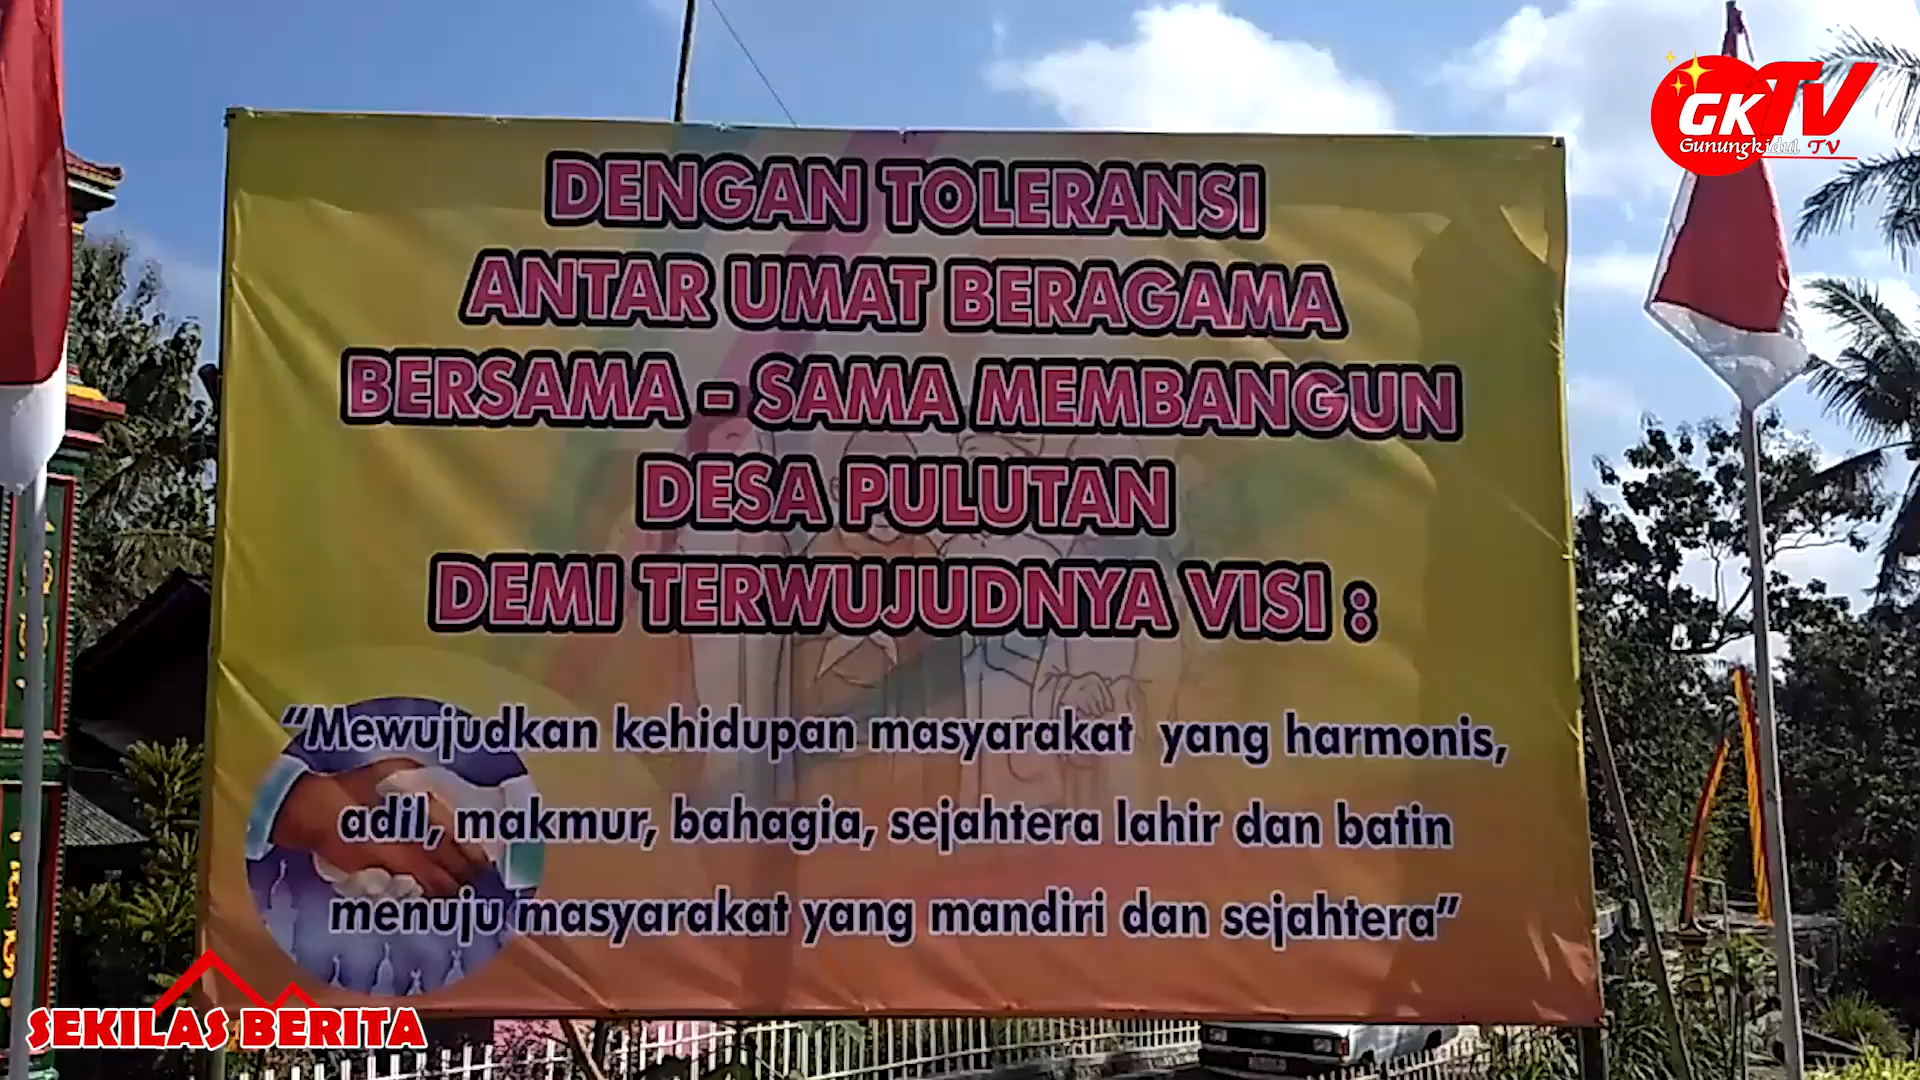 GKTV
Gunungkidul TV
DENGAN TOLERANSI
ANTAR UMAT BERAGAMA
BERSAMA - SAMA MEMBANGUN
DESA PULUTAN
DEMI TERWUJUDNYA VISI :
“Mewujudkan kehidupan masyarakat yang harmonis,
adil, makmur, bahagia, sejahtera lahir dan batin
menuju masyarakat yang mandiri dan sejahtera”
SEKILAS BERITA